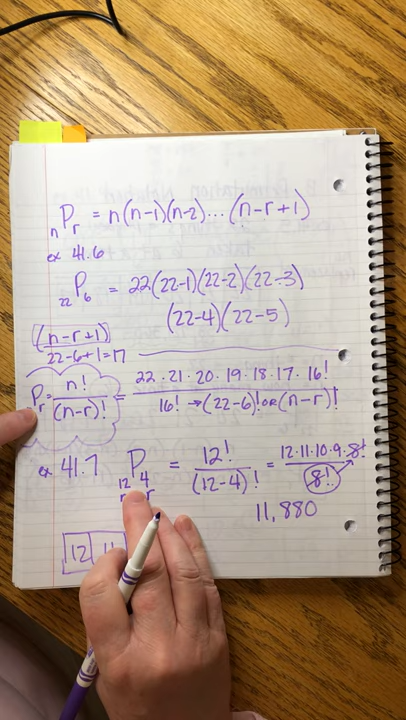 nPr = n(n-1)(n-2)...(n-r+1)
ex 41.6
22P6 = 22(22-1)(22-2)(22-3)
(22-4)(22-5)
(n-r+1)
22-6+1=17
Pr = n!/(n-r)! = 22·21·20·19·18·17·16!/16! → (22-6)! OR (n-r)!
ex 41.7 12P4 = 12!/(12-4)! = 12·11·10·9·8!/8!
11,880
12